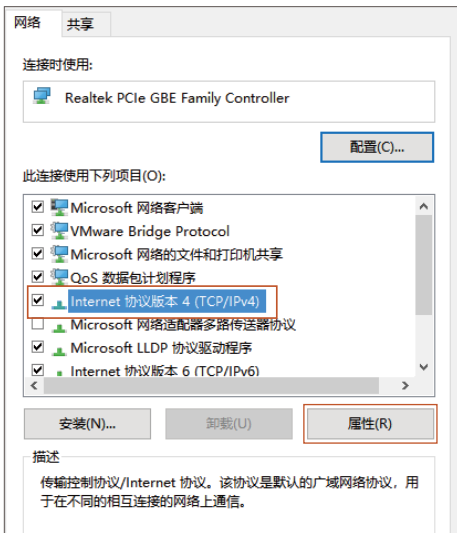 网络 共享
连接时使用:
Realtek PCIe GBE Family Controller
配置(C)...
此连接使用下列项目(O):
Microsoft 网络客户端
VMware Bridge Protocol
Microsoft 网络的文件和打印机共享
QoS 数据包计划程序
Internet 协议版本 4 (TCP/IPv4)
Microsoft 网络适配器多路传送器协议
Microsoft LLDP 协议驱动程序
Internet 协议版本 6 (TCP/IPv6)
安装(N)... 卸载(U) 属性(R)
描述
传输控制协议/Internet 协议。该协议是默认的广域网络协议，用
于在不同的相互连接的网络上通信。